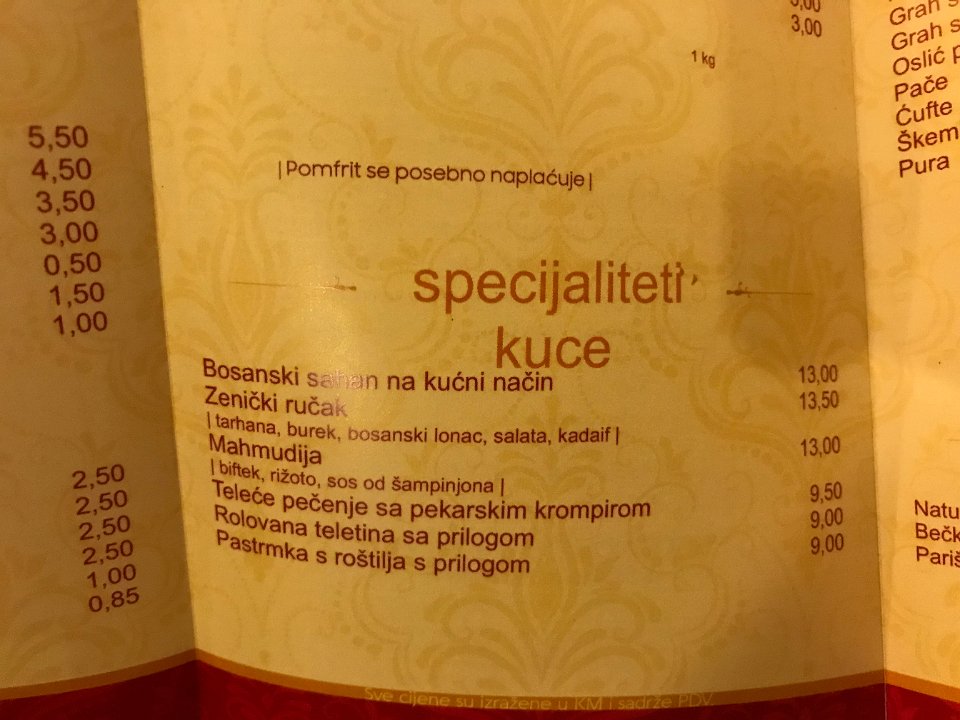 5,50
4,50
3,50
3,00
0,50
1,50
1,00
2,50
2,50
2,50
2,50
1,00
0,85
3,00
1 kg
|Pomfrit se posebno naplaćuje|
specijaliteti
kuce
Bosanski sahan na kućni način 13,00
Zenički ručak 13,50
| tarhana, burek, bosanski lonac, salata, kadaif |
Mahmudija 13,00
| biftek, rižoto, sos od šampinjona |
Teleće pečenje sa pekarskim krompirom 9,50
Rolovana teletina sa prilogom 9,00
Pastrmka s roštilja s prilogom 9,00
Sve cijene su izražene u KM i sadrže PDV.
Grah s
Grah s
Oslić p
Pače
Ćufte
Škem
Pura
Natu
Bečk
Pariš